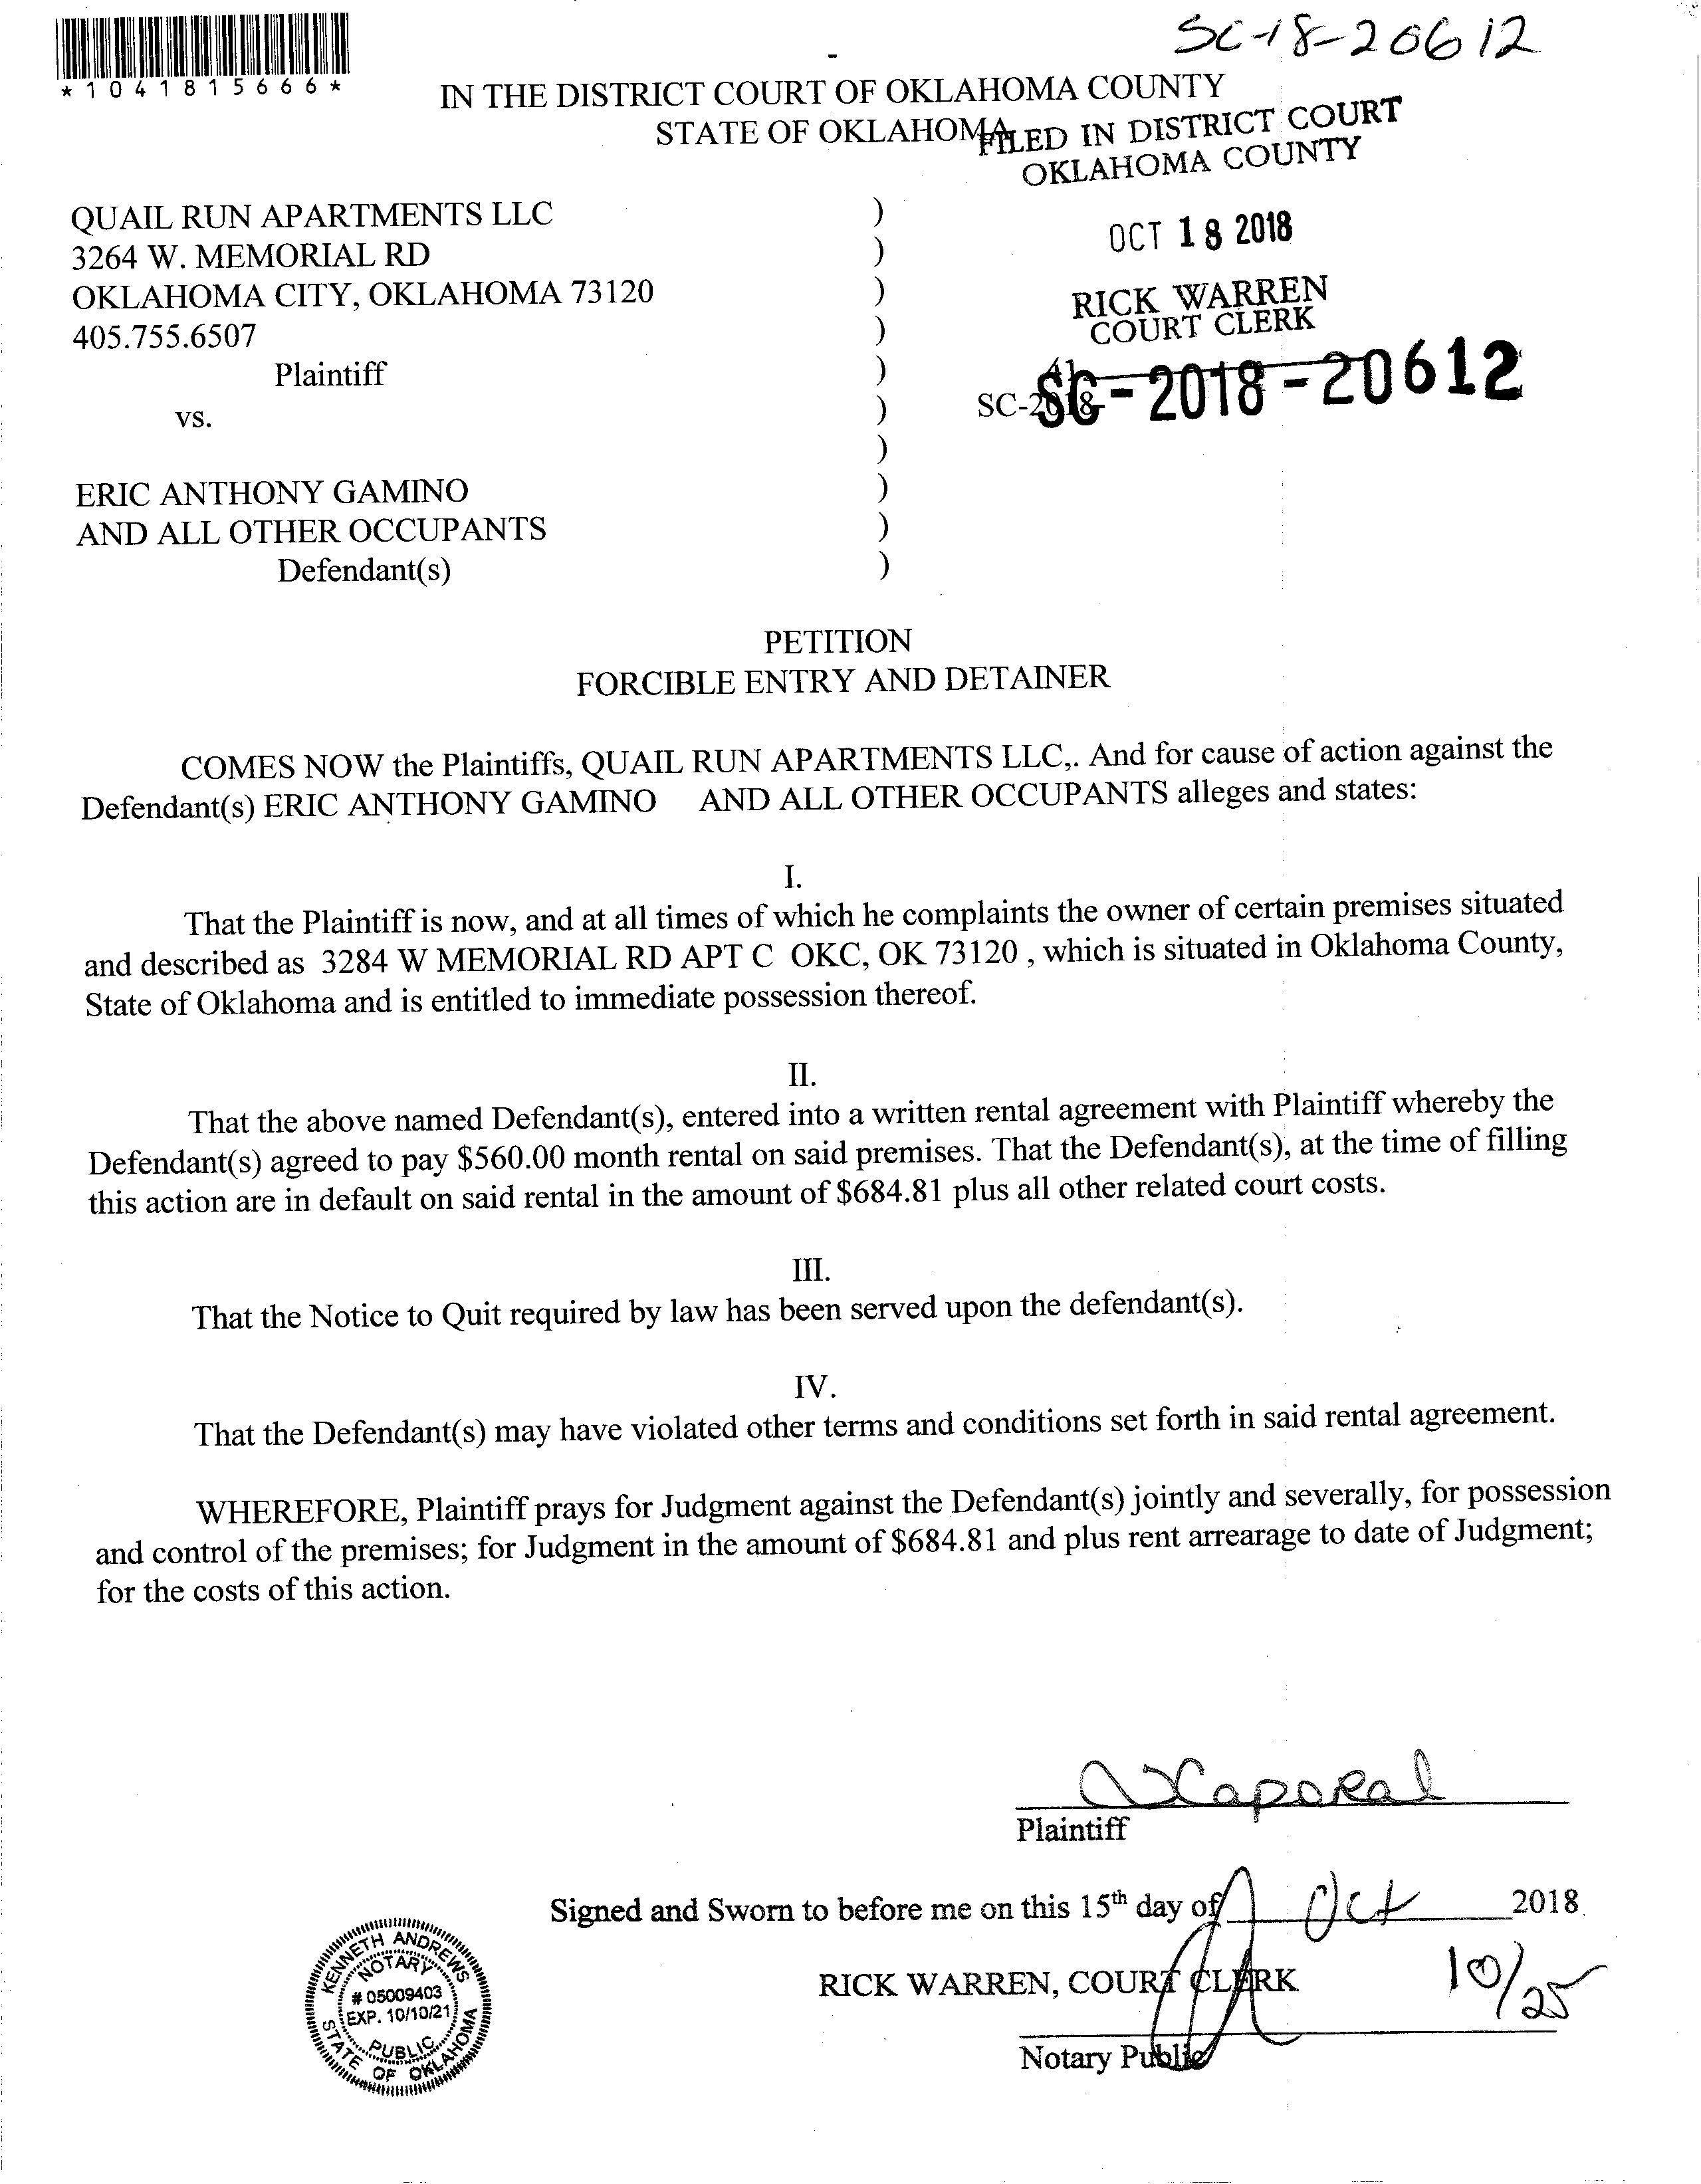 SC-18-20612
*1041815666*
IN THE DISTRICT COURT OF OKLAHOMA COUNTY
STATE OF OKLAHOMA
FILED IN DISTRICT COURT
OKLAHOMA COUNTY
OCT 18 2018
RICK WARREN
COURT CLERK
QUAIL RUN APARTMENTS LLC
3264 W. MEMORIAL RD
OKLAHOMA CITY, OKLAHOMA 73120
405.755.6507
Plaintiff
vs.
SC-2018-
SC-2018-20612
ERIC ANTHONY GAMINO
AND ALL OTHER OCCUPANTS
Defendant(s)
)
)
)
)
)
)
)
)
)
)
PETITION
FORCIBLE ENTRY AND DETAINER
COMES NOW the Plaintiffs, QUAIL RUN APARTMENTS LLC,. And for cause of action against the
Defendant(s) ERIC ANTHONY GAMINO AND ALL OTHER OCCUPANTS alleges and states:
I.
That the Plaintiff is now, and at all times of which he complaints the owner of certain premises situated
and described as 3284 W MEMORIAL RD APT C OKC, OK 73120 , which is situated in Oklahoma County,
State of Oklahoma and is entitled to immediate possession thereof.
II.
That the above named Defendant(s), entered into a written rental agreement with Plaintiff whereby the
Defendant(s) agreed to pay $560.00 month rental on said premises. That the Defendant(s), at the time of filling
this action are in default on said rental in the amount of $684.81 plus all other related court costs.
III.
That the Notice to Quit required by law has been served upon the defendant(s).
IV.
That the Defendant(s) may have violated other terms and conditions set forth in said rental agreement.
WHEREFORE, Plaintiff prays for Judgment against the Defendant(s) jointly and severally, for possession
and control of the premises; for Judgment in the amount of $684.81 and plus rent arrearage to date of Judgment;
for the costs of this action.
Caporal
Plaintiff
Signed and Sworn to before me on this 15th day of Oct 2018
RICK WARREN, COURT CLERK
10/25
Notary Public
KENNETH ANDREWS
NOTARY
# 05009403
EXP. 10/10/21
PUBLIC
STATE OF OKLAHOMA